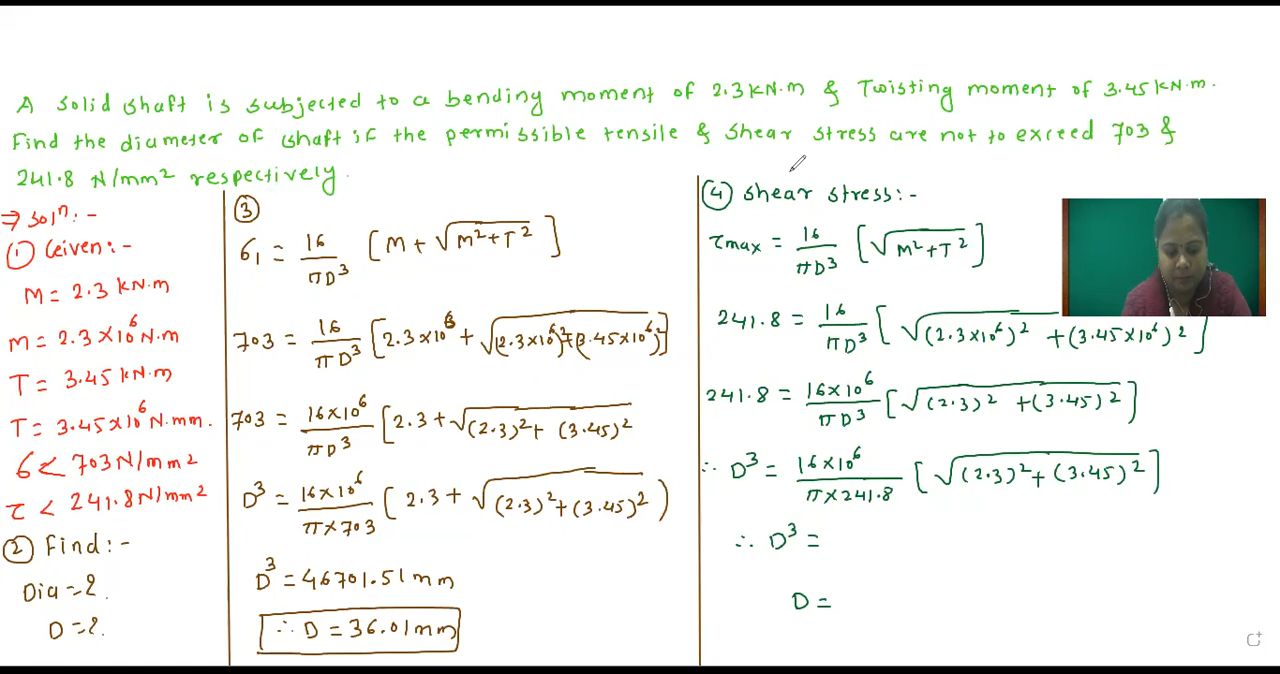 A solid shaft is subjected to a bending moment of 2.3 kN.m & Twisting moment of 3.45 kN.m.
Find the diameter of shaft if the permissible tensile & shear stress are not to exceed 703 &
241.8 N/mm2 respectively.
⇒ Solⁿ:-
① Given:-
M = 2.3 kN.m
M = 2.3×10⁶ N.m
T = 3.45 kN.m
T = 3.45×10⁶ N.mm.
6 < 703 N/mm2
τ < 241.8 N/mm2
② Find:-
Dia = ?.
D = ?.
③
6₁ = 16/πD³ [M + √M²+T²]
703 = 16/πD³ [2.3×10⁶ + √(2.3×10⁶)²+(3.45×10⁶)²]
703 = 16×10⁶/πD³ [2.3 + √(2.3)² + (3.45)²
D³ = 16×10⁶/π×703 [2.3 + √(2.3)²+(3.45)²)
D³ = 46701.51 mm
∴ D = 36.01 mm
④ Shear stress:-
τmax = 16/πD³ [√M²+T²]
241.8 = 16/πD³ [√(2.3×10⁶)² + (3.45×10⁶)²]
241.8 = 16×10⁶/πD³ [√(2.3)² + (3.45)²]
∴ D³ = 16×10⁶/π×241.8 [√(2.3)² + (3.45)²]
∴ D³ =
D =